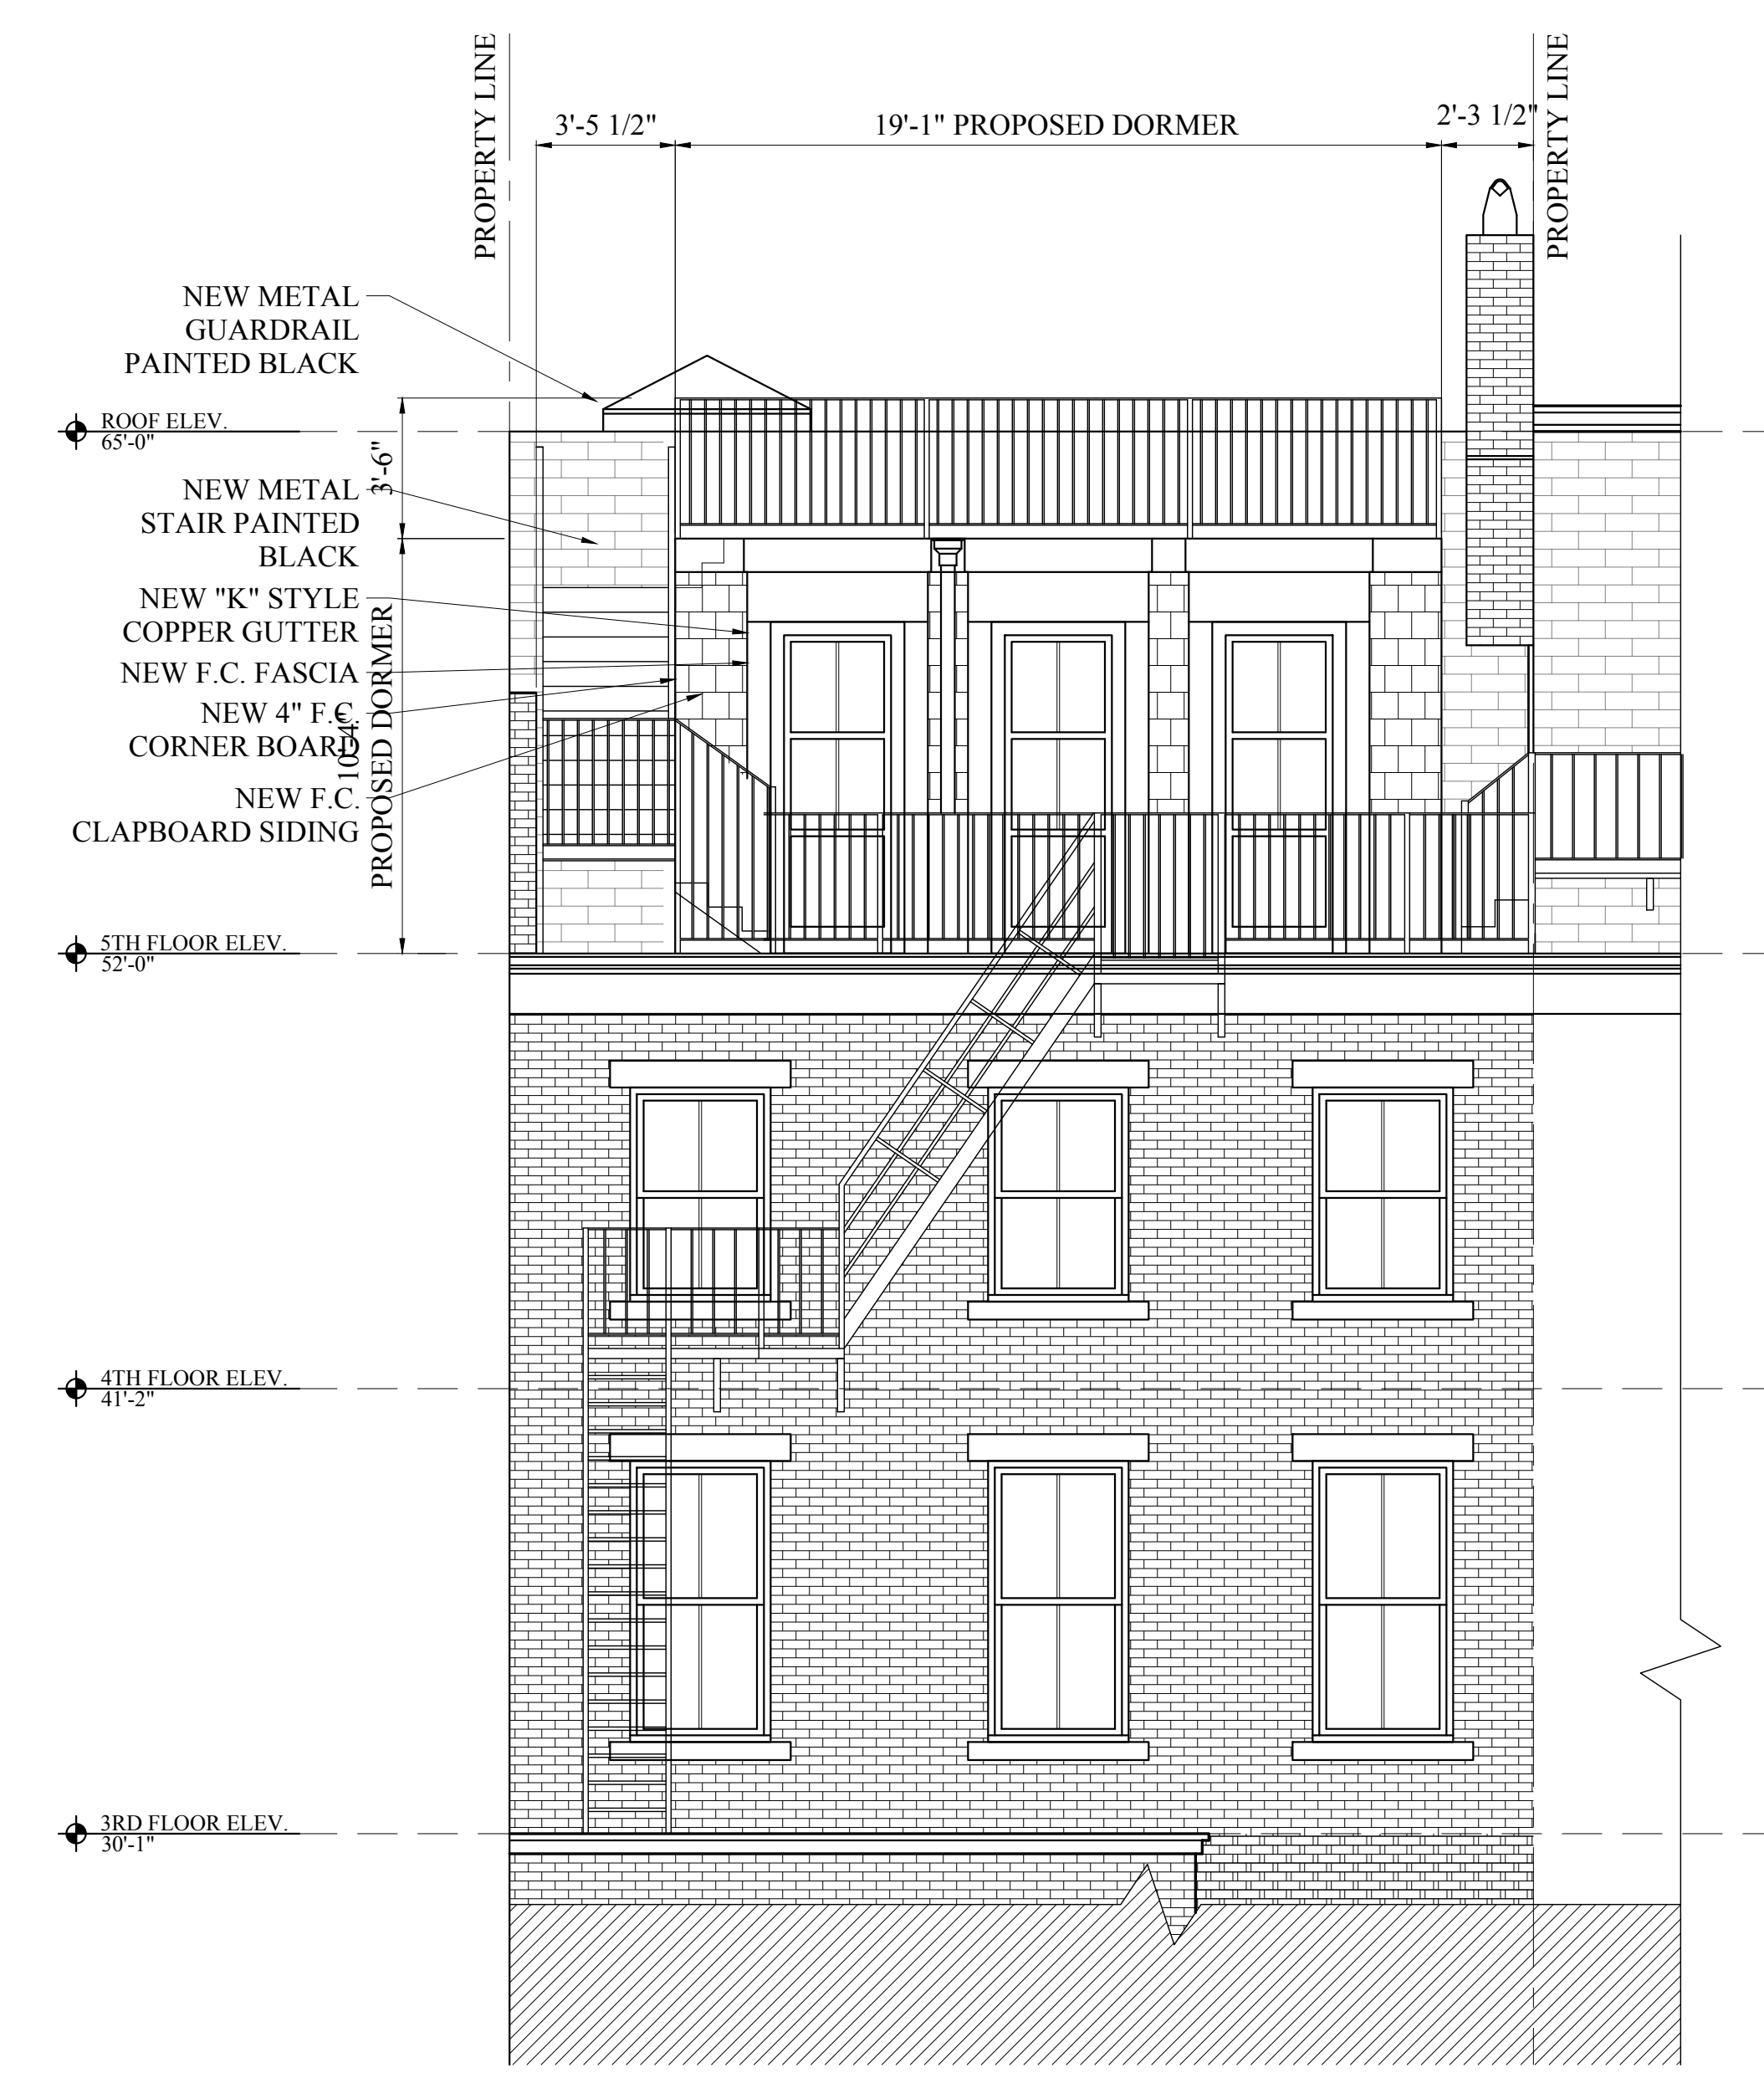 PROPERTY LINE
PROPERTY LINE
3'-5 1/2"
19'-1" PROPOSED DORMER
2'-3 1/2"
NEW METAL
GUARDRAIL
PAINTED BLACK
ROOF ELEV.
65'-0"
3'-6"
NEW METAL
STAIR PAINTED
BLACK
NEW "K" STYLE
COPPER GUTTER
NEW F.C. FASCIA
NEW 4" F.C.
CORNER BOARD
10'-4"
PROPOSED DORMER
NEW F.C.
CLAPBOARD SIDING
5TH FLOOR ELEV.
52'-0"
4TH FLOOR ELEV.
41'-2"
3RD FLOOR ELEV.
30'-1"